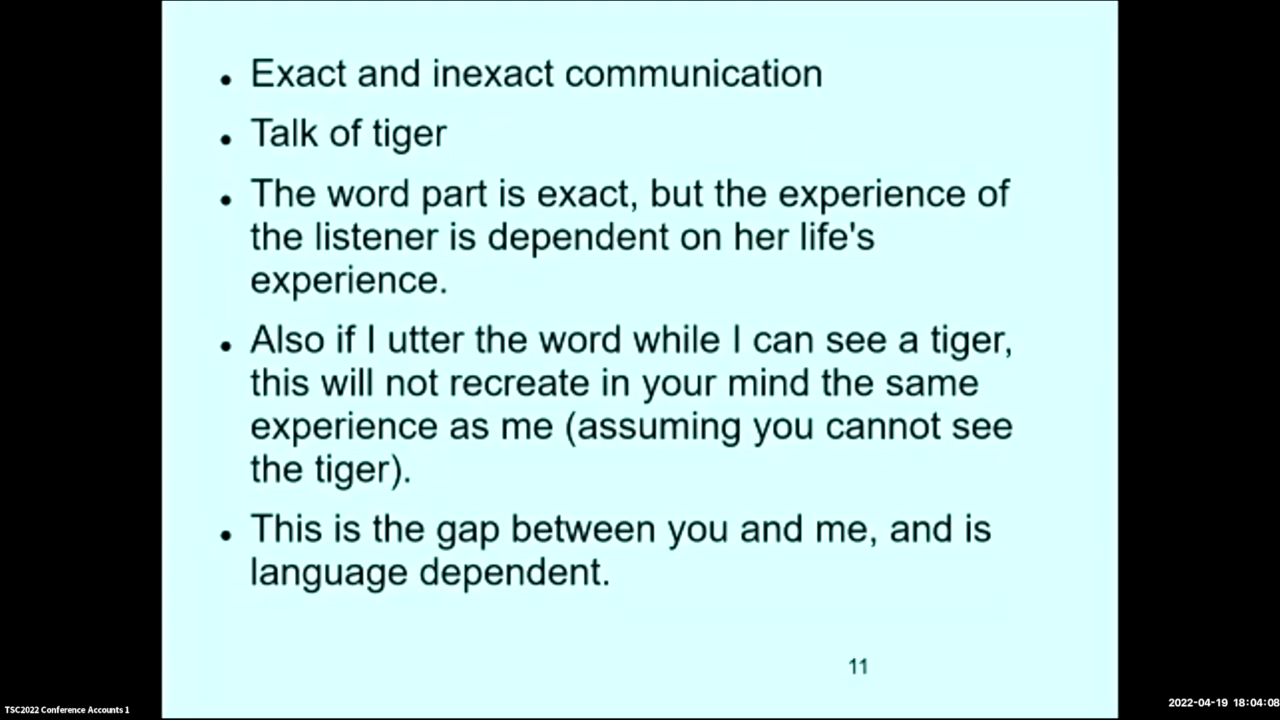 • Exact and inexact communication
• Talk of tiger
• The word part is exact, but the experience of
the listener is dependent on her life's
experience.
• Also if I utter the word while I can see a tiger,
this will not recreate in your mind the same
experience as me (assuming you cannot see
the tiger).
• This is the gap between you and me, and is
language dependent.
11
TSC2022 Conference Accounts 1
2022-04-19 18:04:08